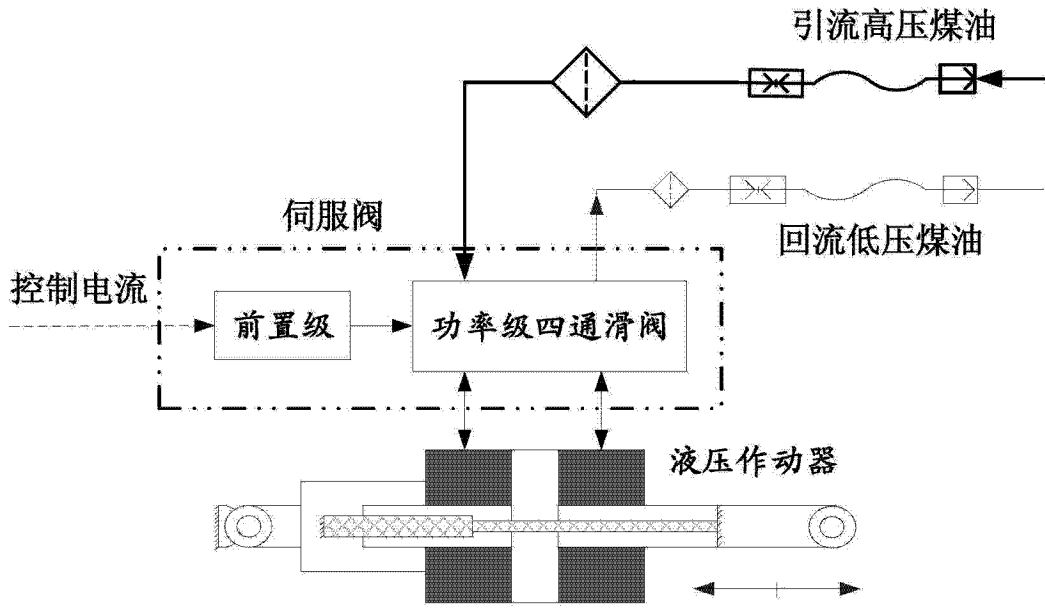 引流高压煤油
回流低压煤油
伺服阀
控制电流
前置级
功率级四通滑阀
液压作动器